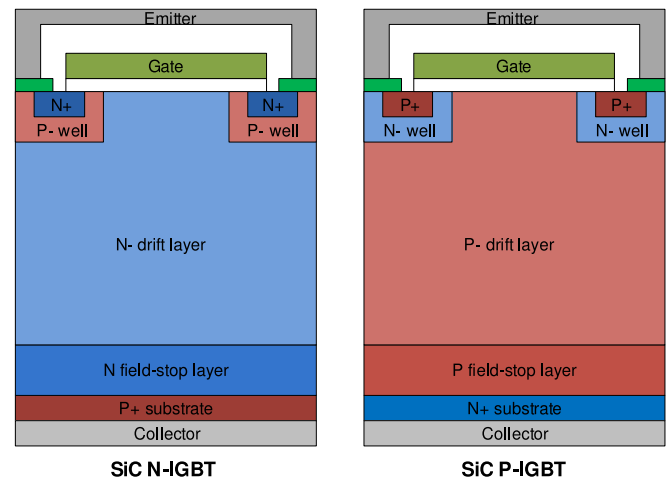 Emitter
Gate
N+
N+
P- well
P- well
N- drift layer
N field-stop layer
P+ substrate
Collector
SiC N-IGBT
Emitter
Gate
P+
P+
N- well
N- well
P- drift layer
P field-stop layer
N+ substrate
Collector
SiC P-IGBT